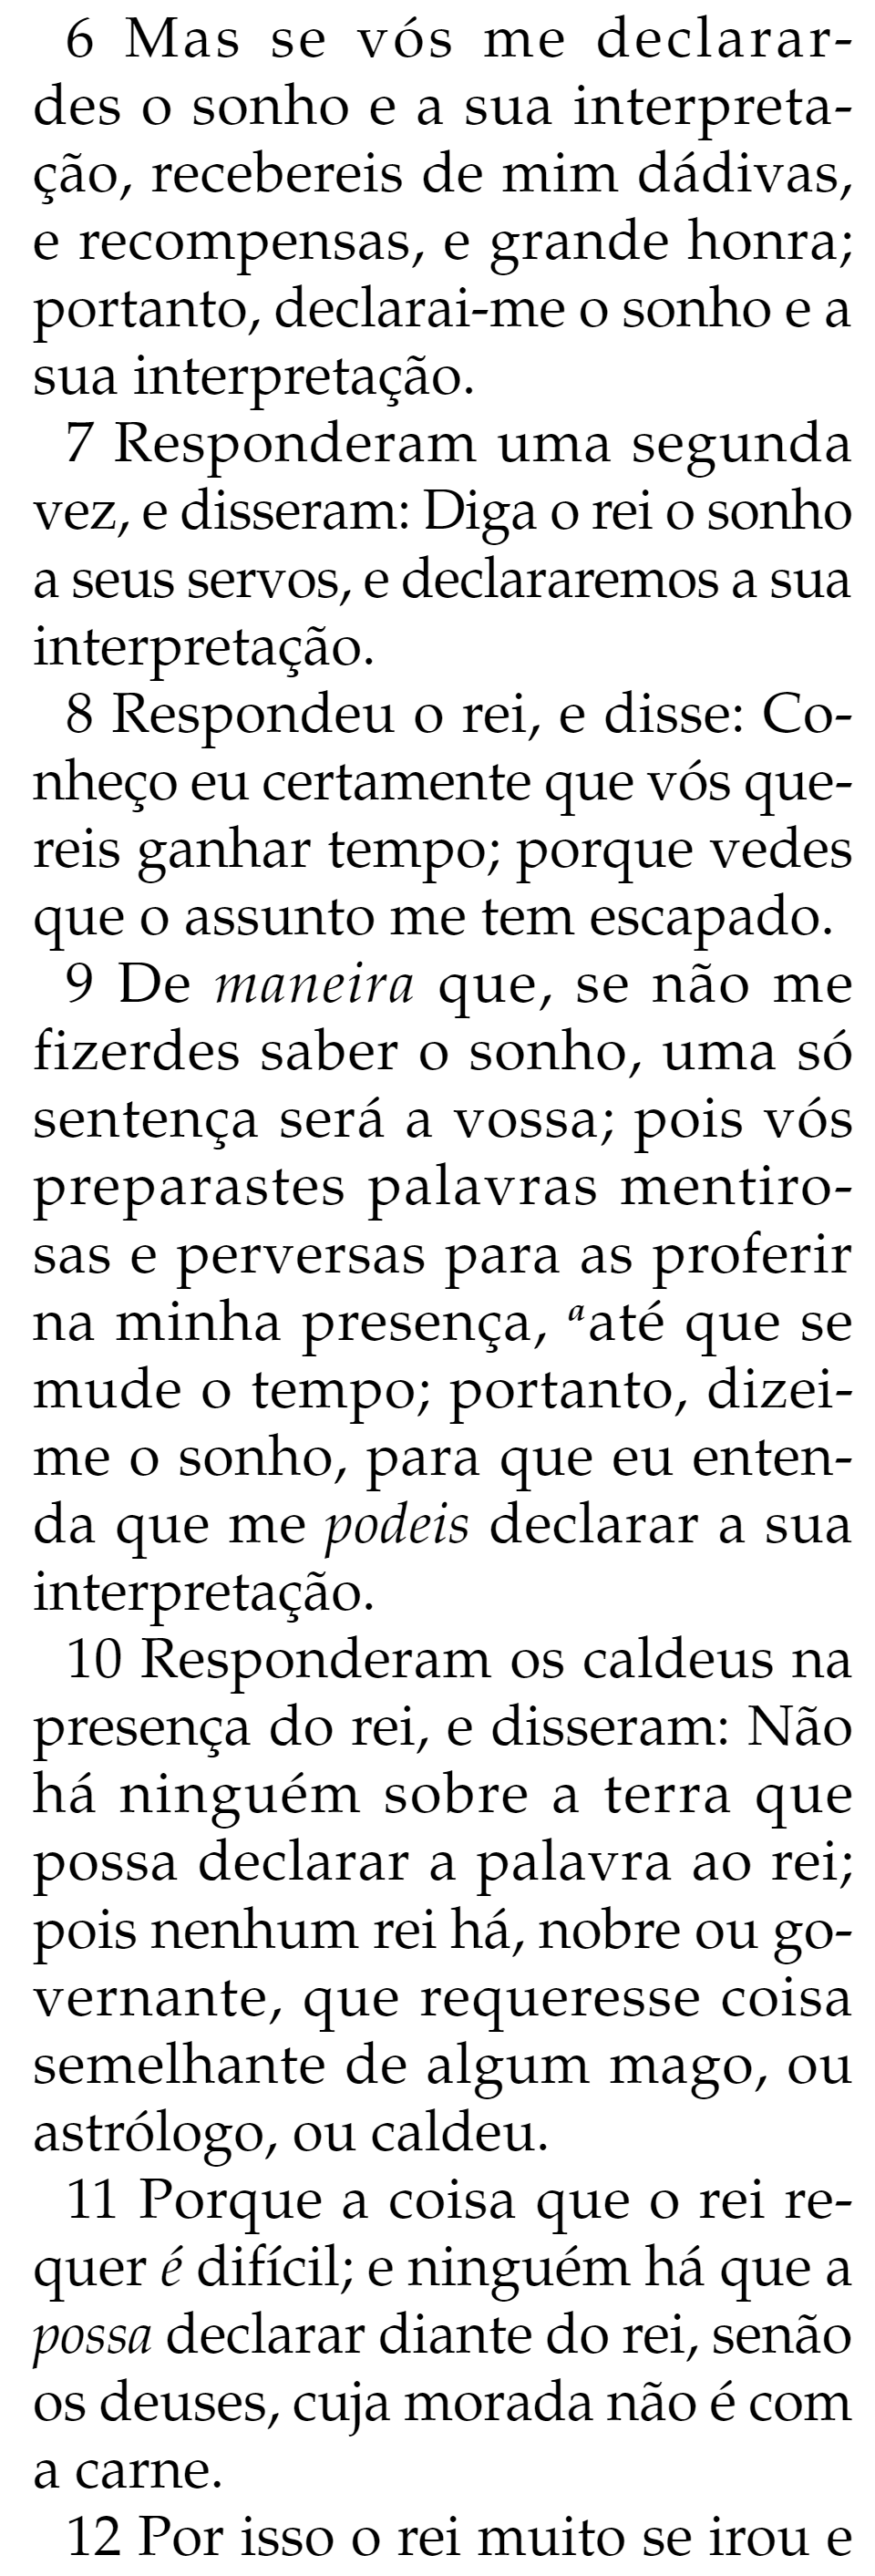 6 Mas se vós me declarar-
des o sonho e a sua interpreta-
ção, recebereis de mim dádivas,
e recompensas, e grande honra;
portanto, declarai-me o sonho e a
sua interpretação.
7 Responderam uma segunda
vez, e disseram: Diga o rei o sonho
a seus servos, e declararemos a sua
interpretação.
8 Respondeu o rei, e disse: Co-
nheço eu certamente que vós que-
reis ganhar tempo; porque vedes
que o assunto me tem escapado.
9 De maneira que, se não me
fizerdes saber o sonho, uma só
sentença será a vossa; pois vós
preparastes palavras mentiro-
sas e perversas para as proferir
na minha presença, ᵃaté que se
mude o tempo; portanto, dizei-
me o sonho, para que eu enten-
da que me podeis declarar a sua
interpretação.
10 Responderam os caldeus na
presença do rei, e disseram: Não
há ninguém sobre a terra que
possa declarar a palavra ao rei;
pois nenhum rei há, nobre ou go-
vernante, que requeresse coisa
semelhante de algum mago, ou
astrólogo, ou caldeu.
11 Porque a coisa que o rei re-
quer é difícil; e ninguém há que a
possa declarar diante do rei, senão
os deuses, cuja morada não é com
a carne.
12 Por isso o rei muito se irou e